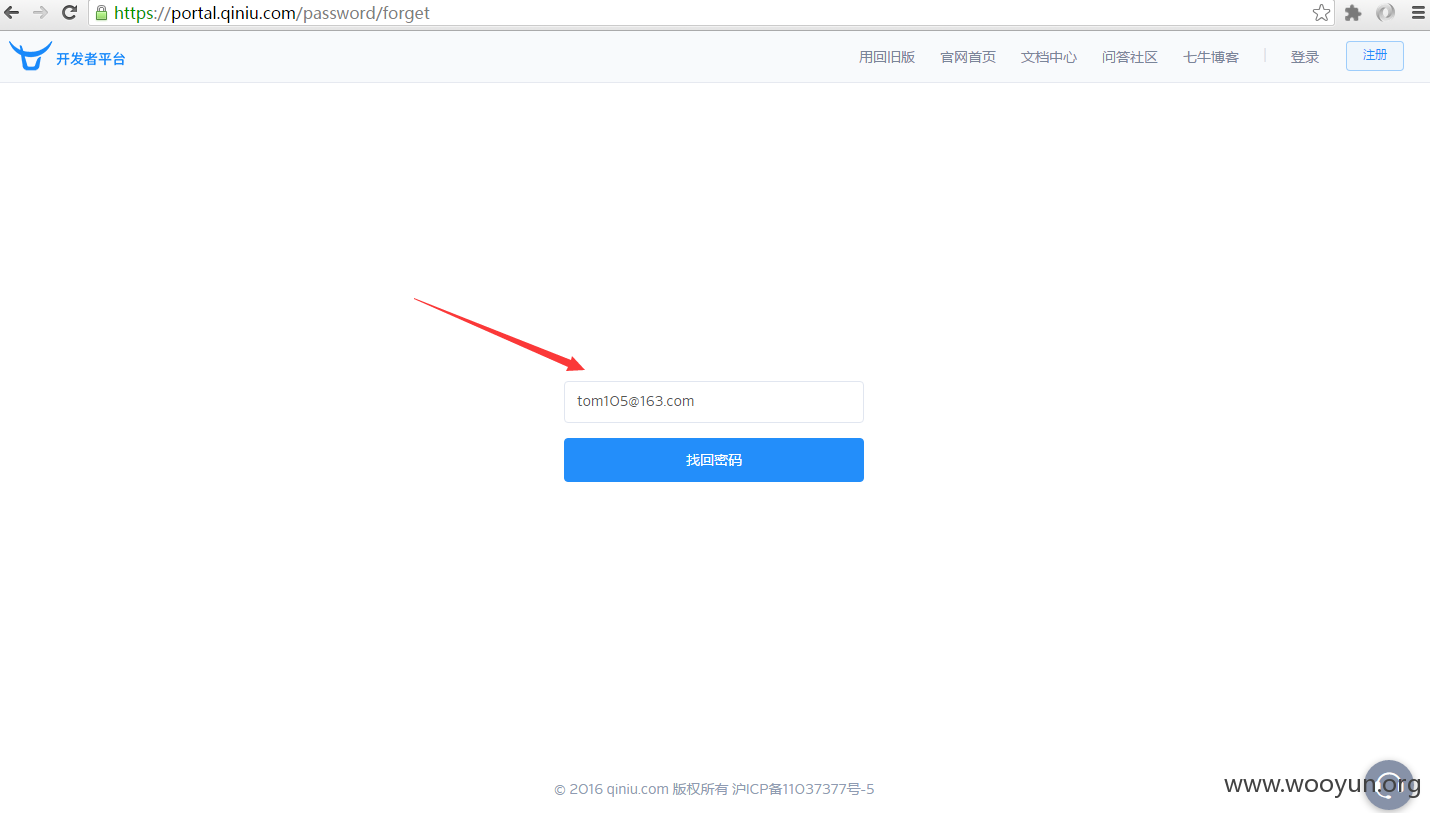 https://portal.qiniu.com/password/forget
开发者平台 用回旧版 官网首页 文档中心 问答社区 七牛博客 登录 注册
tom105@163.com
找回密码
© 2016 qiniu.com 版权所有 沪ICP备11037377号-5
www.wooyun.org